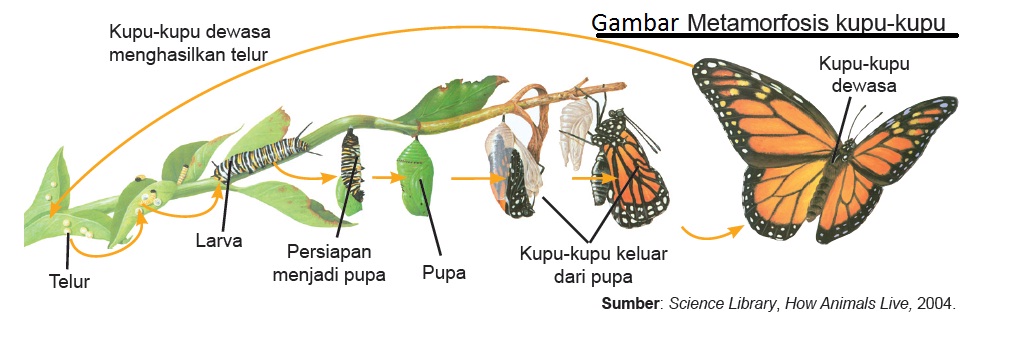 Gambar Metamorfosis kupu-kupu
Kupu-kupu dewasa
menghasilkan telur
Kupu-kupu
dewasa
Telur
Larva
Persiapan
menjadi pupa
Pupa
Kupu-kupu keluar
dari pupa
Sumber: Science Library, How Animals Live, 2004.